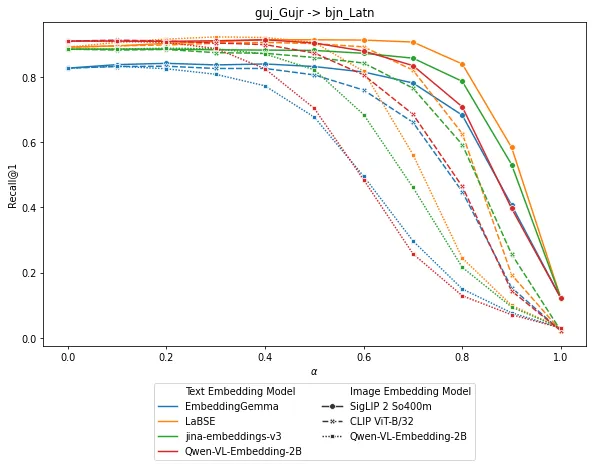 guj_Gujr -> bjn_Latn
Recall@1
0.8
0.6
0.4
0.2
0.0
0.0 0.2 0.4 0.6 0.8 1.0
α
Text Embedding Model
EmbeddingGemma
LaBSE
jina-embeddings-v3
Qwen-VL-Embedding-2B
Image Embedding Model
SigLIP 2 So400m
CLIP ViT-B/32
Qwen-VL-Embedding-2B